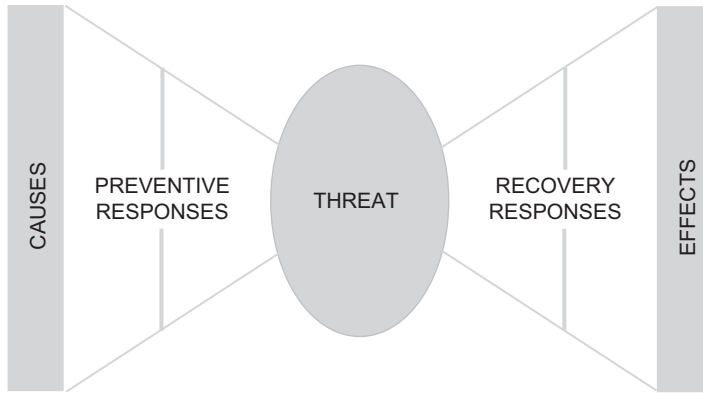 CAUSES
PREVENTIVE
RESPONSES
THREAT
RECOVERY
RESPONSES
EFFECTS